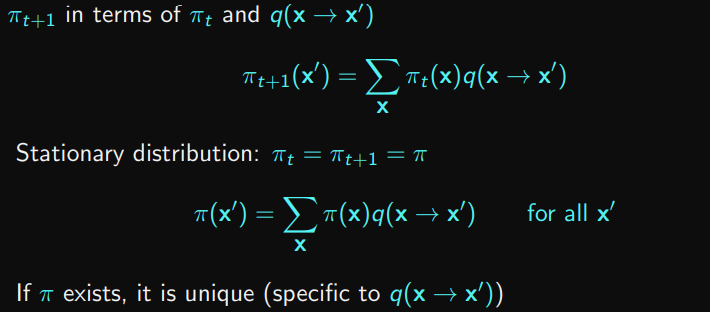 π_{t+1} in terms of π_t and q(x → x′)
π_{t+1}(x′) = ∑_x π_t(x)q(x → x′)
Stationary distribution: π_t = π_{t+1} = π
π(x′) = ∑_x π(x)q(x → x′) for all x′
If π exists, it is unique (specific to q(x → x′))